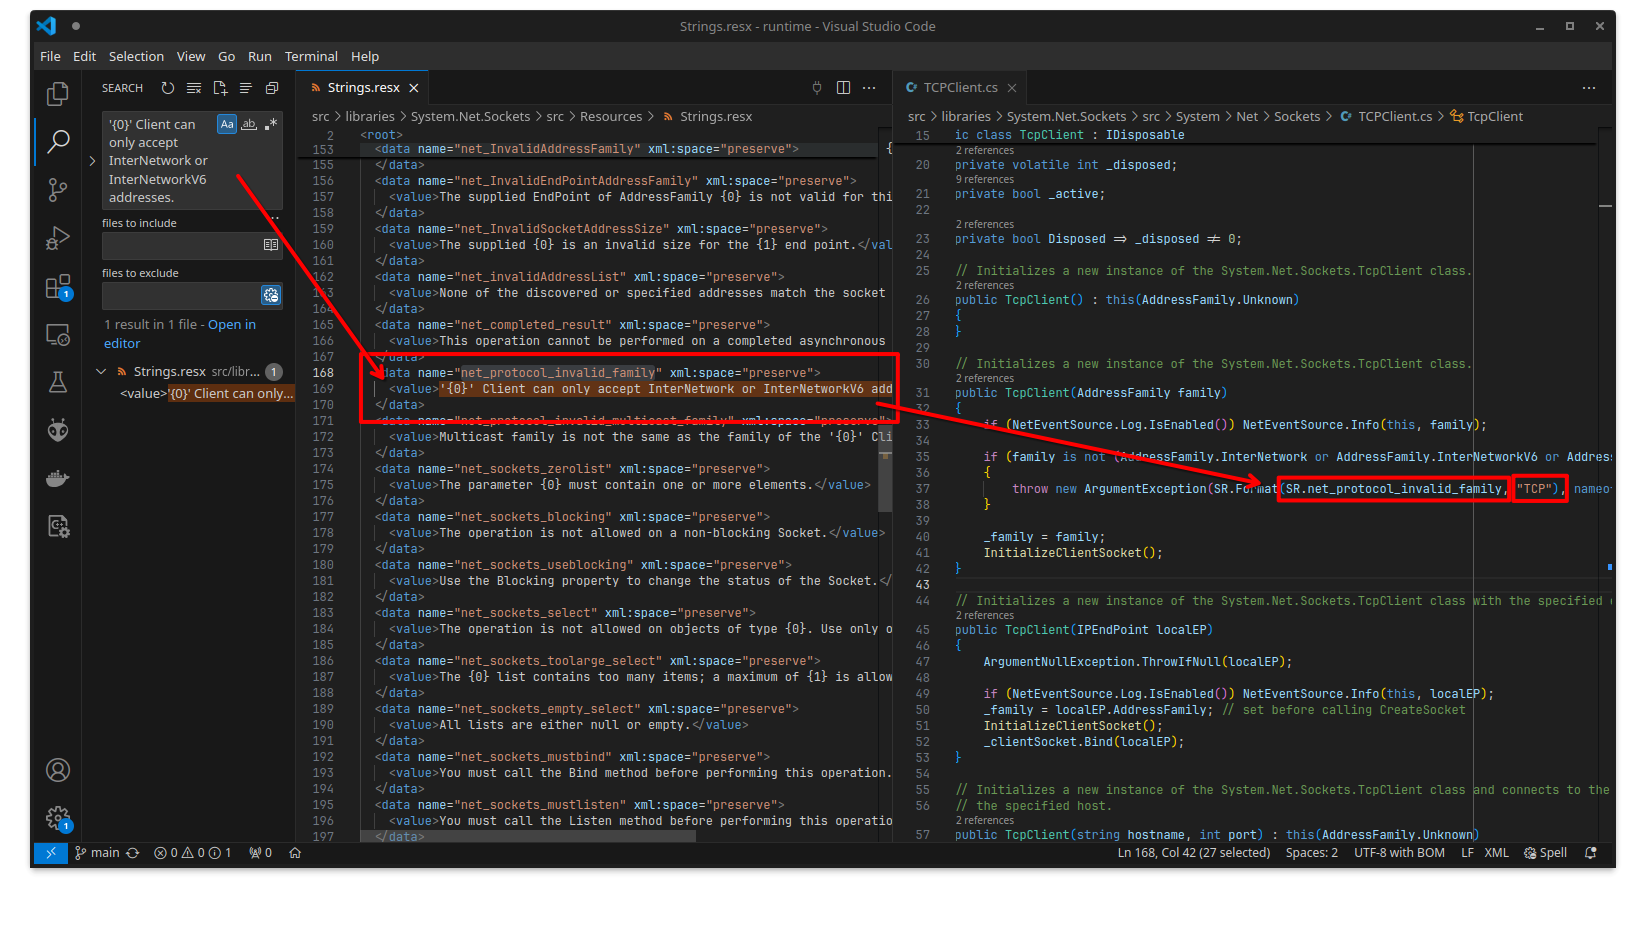 Strings.resx - runtime - Visual Studio Code
File Edit Selection View Go Run Terminal Help
SEARCH
'{0}' Client can
only accept
InterNetwork or
InterNetworkV6
addresses.
Aa ab .*
files to include
files to exclude
1 result in 1 file - Open in
editor
Strings.resx src/libr... 1
<value>'{0}' Client can only...
1
1
Strings.resx
src > libraries > System.Net.Sockets > src > Resources > Strings.resx
2 <root>
153 <data name="net_InvalidAddressFamily" xml:space="preserve"> {
155 </data>
156 <data name="net_InvalidEndPointAddressFamily" xml:space="preserve">
157 <value>The supplied EndPoint of AddressFamily {0} is not valid for thi
158 </data>
159 <data name="net_InvalidSocketAddressSize" xml:space="preserve">
160 <value>The supplied {0} is an invalid size for the {1} end point.</val
161 </data>
162 <data name="net_invalidAddressList" xml:space="preserve">
163 <value>None of the discovered or specified addresses match the socket
164 </data>
165 <data name="net_completed_result" xml:space="preserve">
166 <value>This operation cannot be performed on a completed asynchronous
167 </data>
168 <data name="net_protocol_invalid_family" xml:space="preserve">
169 <value>'{0}' Client can only accept InterNetwork or InterNetworkV6 add
170 </data>
171 <data name="net_protocol_invalid_multicast_family" xml:space="preserve"
172 <value>Multicast family is not the same as the family of the '{0}' Cli
173 </data>
174 <data name="net_sockets_zerolist" xml:space="preserve">
175 <value>The parameter {0} must contain one or more elements.</value>
176 </data>
177 <data name="net_sockets_blocking" xml:space="preserve">
178 <value>The operation is not allowed on a non-blocking Socket.</value>
179 </data>
180 <data name="net_sockets_useblocking" xml:space="preserve">
181 <value>Use the Blocking property to change the status of the Socket.</
182 </data>
183 <data name="net_sockets_select" xml:space="preserve">
184 <value>The operation is not allowed on objects of type {0}. Use only o
185 </data>
186 <data name="net_sockets_toolarge_select" xml:space="preserve">
187 <value>The {0} list contains too many items; a maximum of {1} is allow
188 </data>
189 <data name="net_sockets_empty_select" xml:space="preserve">
190 <value>All lists are either null or empty.</value>
191 </data>
192 <data name="net_sockets_mustbind" xml:space="preserve">
193 <value>You must call the Bind method before performing this operation.
194 </data>
195 <data name="net_sockets_mustlisten" xml:space="preserve">
196 <value>You must call the Listen method before performing this operatio
197 </data>
TCPClient.cs
src > libraries > System.Net.Sockets > src > System > Net > Sockets > TCPClient.cs > TcpClient
15 ic class TcpClient : IDisposable
2 references
20 private volatile int _disposed;
9 references
21 private bool _active;
22
2 references
23 private bool Disposed => _disposed != 0;
24
25 // Initializes a new instance of the System.Net.Sockets.TcpClient class.
2 references
26 public TcpClient() : this(AddressFamily.Unknown)
27 {
28 }
29
30 // Initializes a new instance of the System.Net.Sockets.TcpClient class.
2 references
31 public TcpClient(AddressFamily family)
32 {
33 if (NetEventSource.Log.IsEnabled()) NetEventSource.Info(this, family);
34
35 if (family is not (AddressFamily.InterNetwork or AddressFamily.InterNetworkV6 or Addres
36 {
37 throw new ArgumentException(SR.Format(SR.net_protocol_invalid_family, "TCP"), nameo
38 }
39
40 _family = family;
41 InitializeClientSocket();
42 }
43
44 // Initializes a new instance of the System.Net.Sockets.TcpClient class with the specified
2 references
45 public TcpClient(IPEndPoint localEP)
46 {
47 ArgumentNullException.ThrowIfNull(localEP);
48
49 if (NetEventSource.Log.IsEnabled()) NetEventSource.Info(this, localEP);
50 _family = localEP.AddressFamily; // set before calling CreateSocket
51 InitializeClientSocket();
52 _clientSocket.Bind(localEP);
53 }
54
55 // Initializes a new instance of the System.Net.Sockets.TcpClient class and connects to the
56 // the specified host.
2 references
57 public TcpClient(string hostname, int port) : this(AddressFamily.Unknown)
main 0 0 1 0 Ln 168, Col 42 (27 selected) Spaces: 2 UTF-8 with BOM LF XML Spell